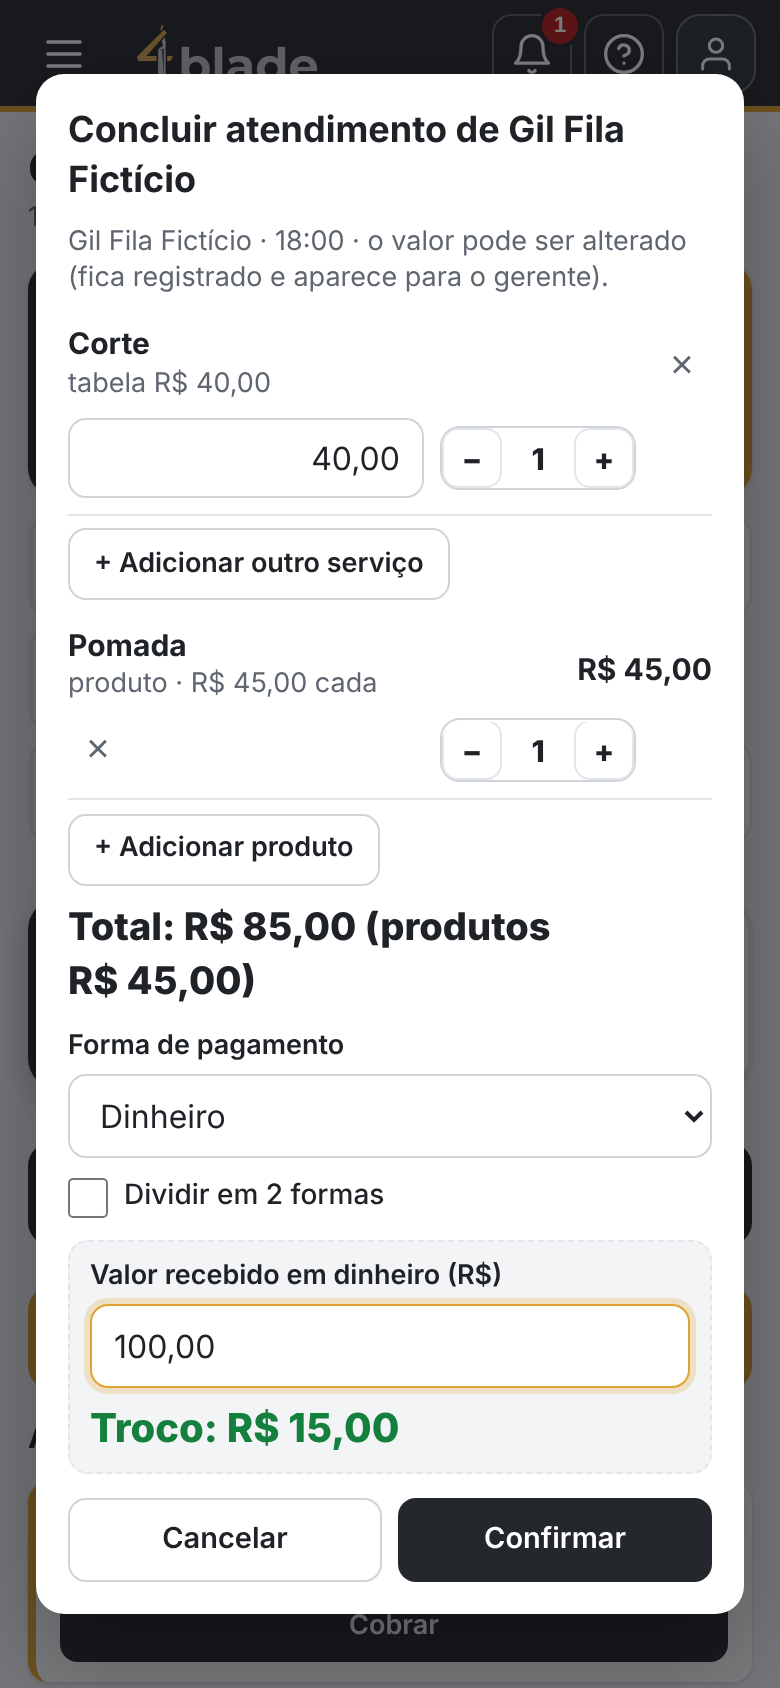 4blade
1
Concluir atendimento de Gil Fila
Fictício
Gil Fila Fictício · 18:00 · o valor pode ser alterado
(fica registrado e aparece para o gerente).
Corte
tabela R$ 40,00
×
40,00
− 1 +
+ Adicionar outro serviço
Pomada
produto · R$ 45,00 cada
R$ 45,00
× − 1 +
+ Adicionar produto
Total: R$ 85,00 (produtos
R$ 45,00)
Forma de pagamento
Dinheiro
Dividir em 2 formas
Valor recebido em dinheiro (R$)
100,00
Troco: R$ 15,00
Cancelar
Confirmar
Cobrar